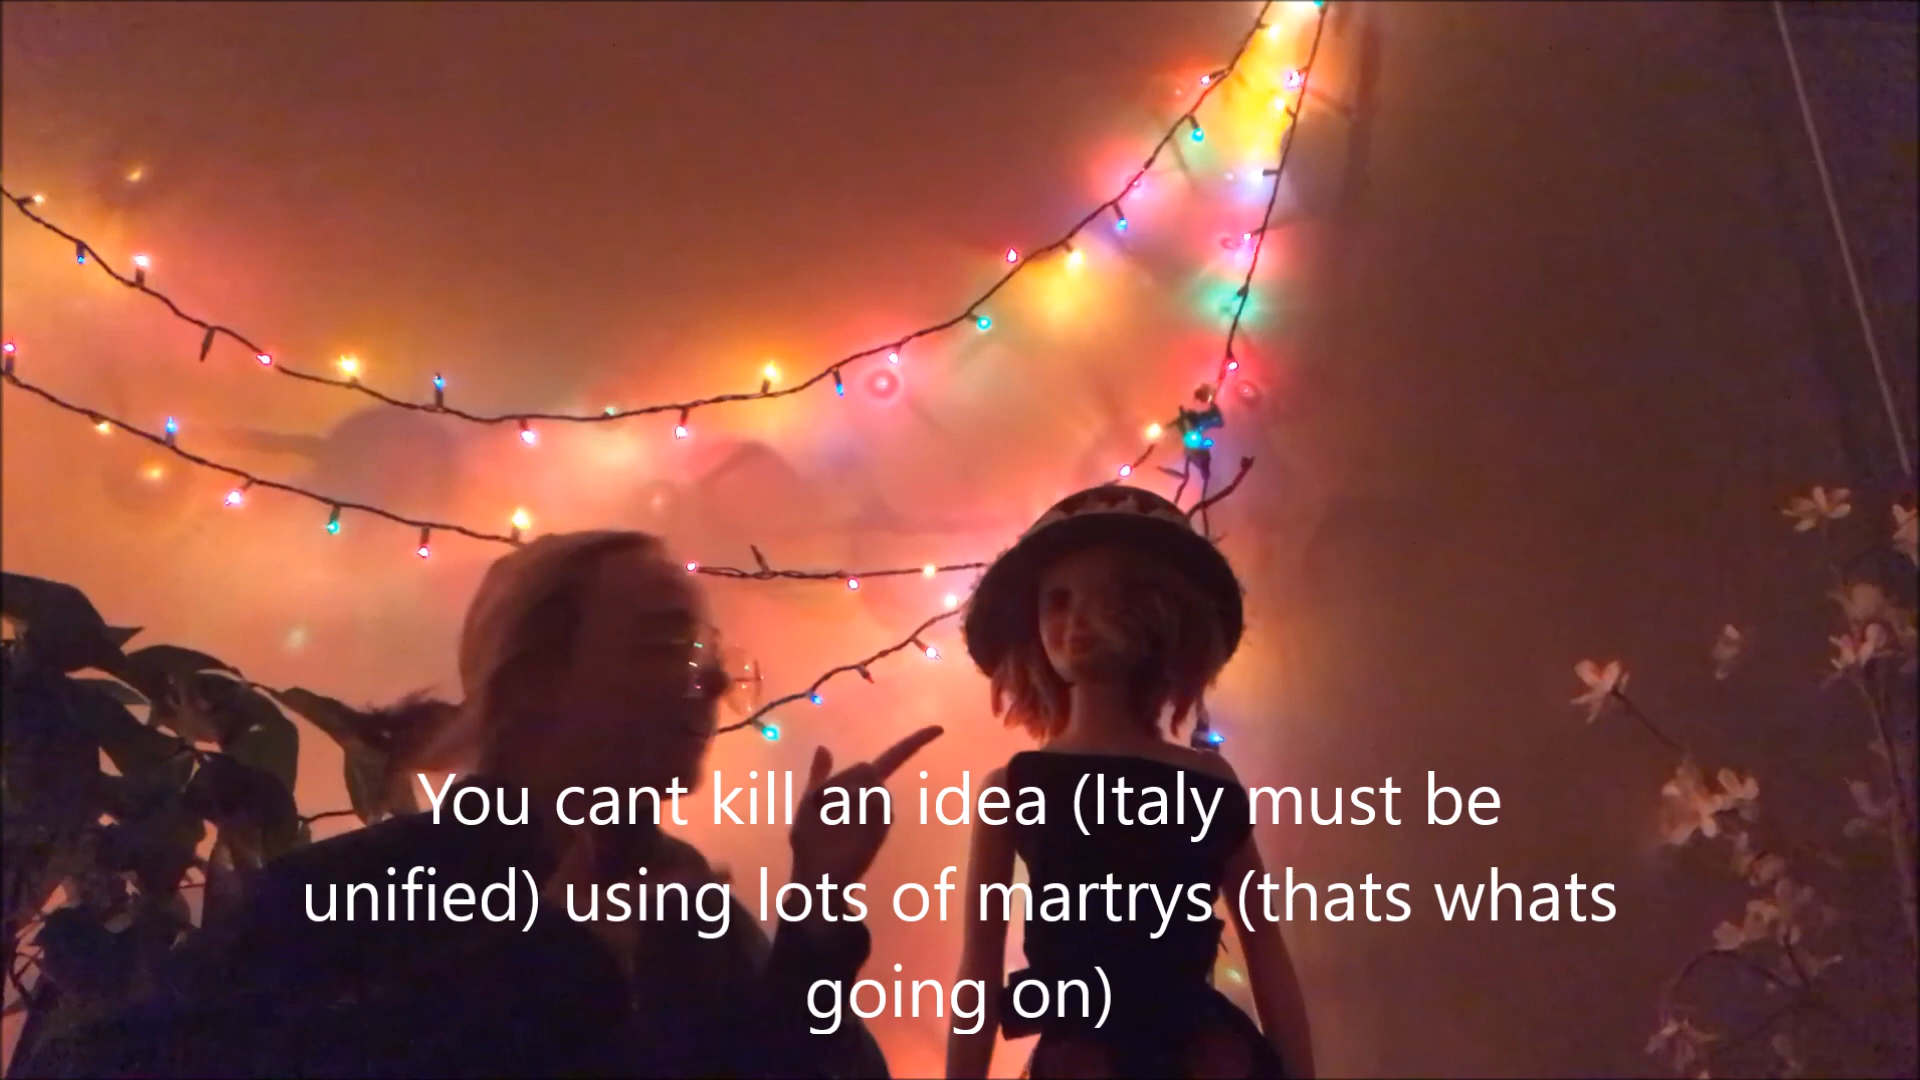 You cant kill an idea (Italy must be
unified) using lots of martrys (thats whats
going on)